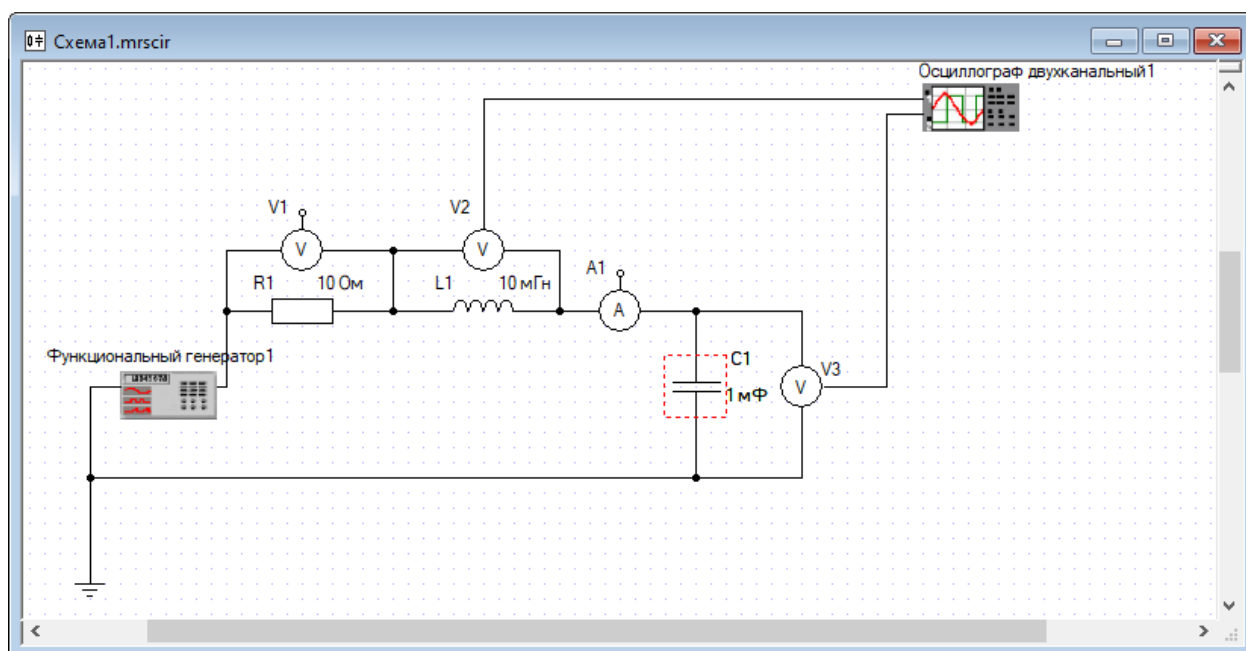 Схема1.mrscir
Осциллограф двухканальный1
V1
V2
V
V
R1 10 Ом
L1 10 мГн
A1
A
Функциональный генератор1
C1
1 мФ
V3
V